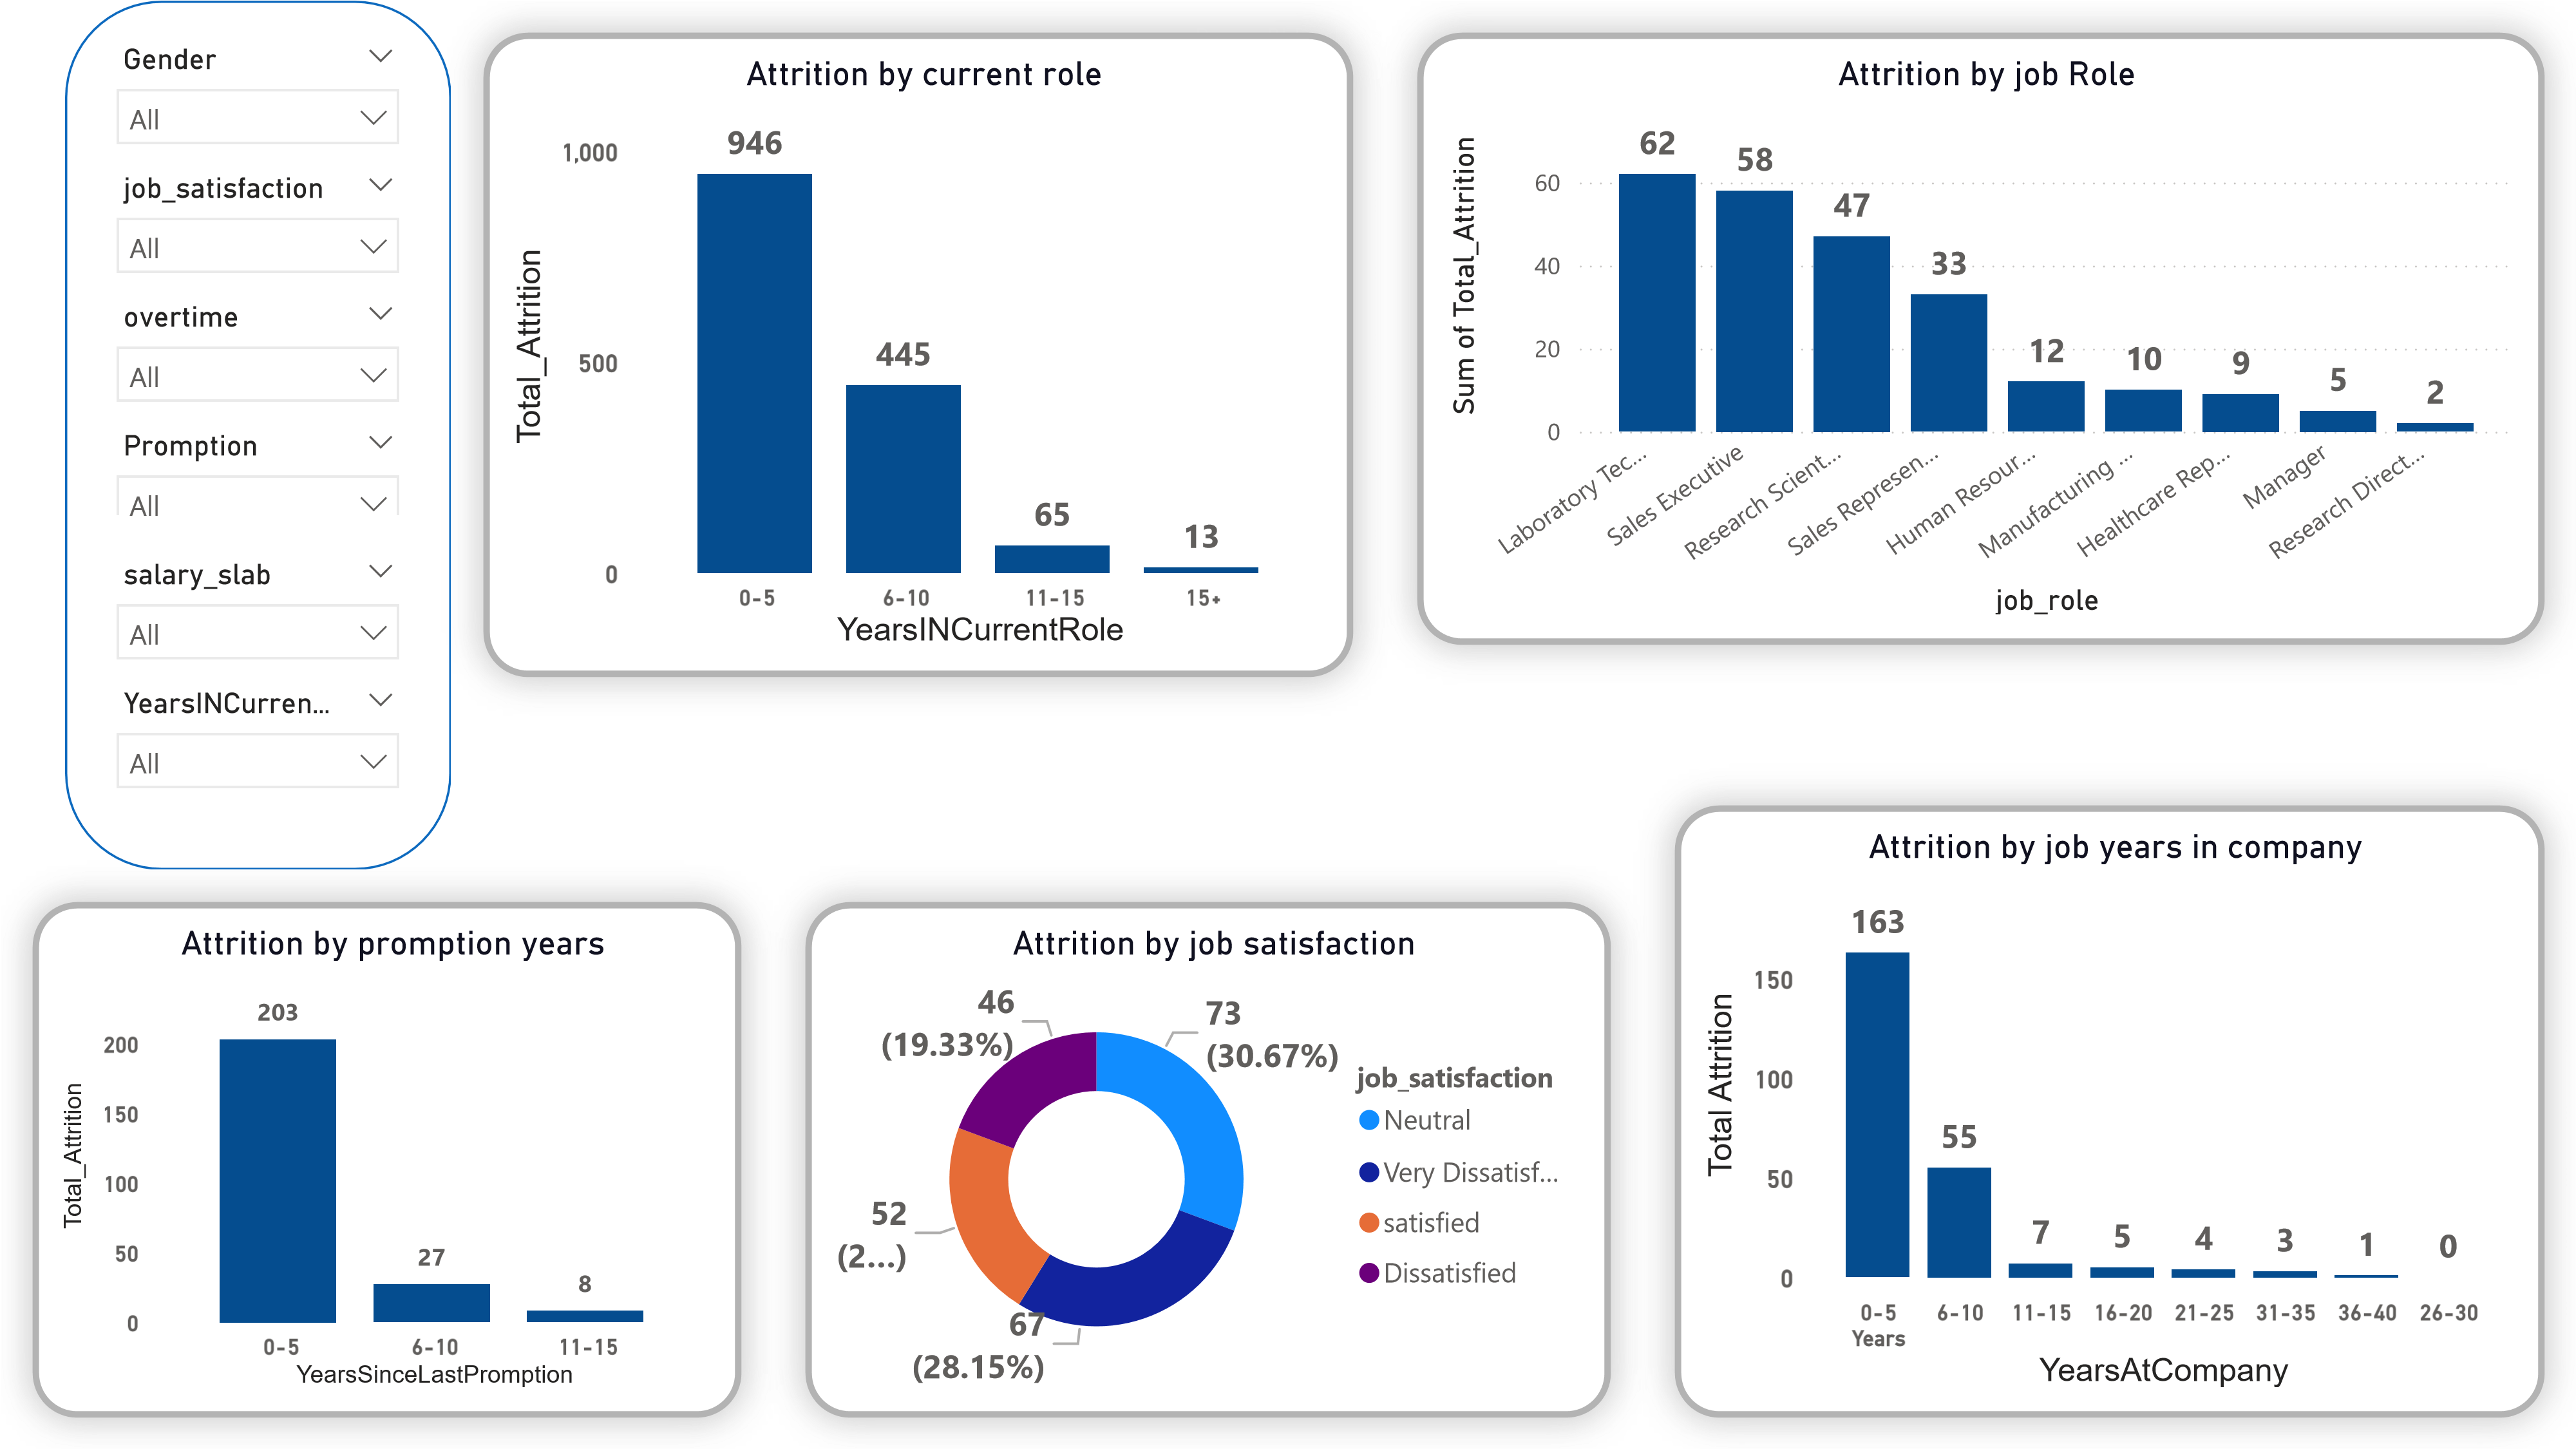 Gender
All
job_satisfaction
All
overtime
All
Promption
All
salary_slab
All
YearsINCurren...
All
Attrition by current role
Total_Attrition
1,000
500
0
946
445
65
13
0-5
6-10
11-15
15+
YearsINCurrentRole
Attrition by job Role
Sum of Total_Attrition
60
40
20
0
62
58
47
33
12
10
9
5
2
Laboratory Tec...
Sales Executive
Research Scient...
Sales Represen...
Human Resour...
Manufacturing ...
Healthcare Rep...
Manager
Research Direct...
job_role
Attrition by promption years
Total_Attrition
200
150
100
50
0
203
27
8
0-5
6-10
11-15
YearsSinceLastPromption
Attrition by job satisfaction
46
(19.33%)
73
(30.67%)
52
(2...)
67
(28.15%)
job_satisfaction
Neutral
Very Dissatisf...
satisfied
Dissatisfied
Attrition by job years in company
Total Attrition
150
100
50
0
163
55
7
5
4
3
1
0
0-5
Years
6-10
11-15
16-20
21-25
31-35
36-40
26-30
YearsAtCompany